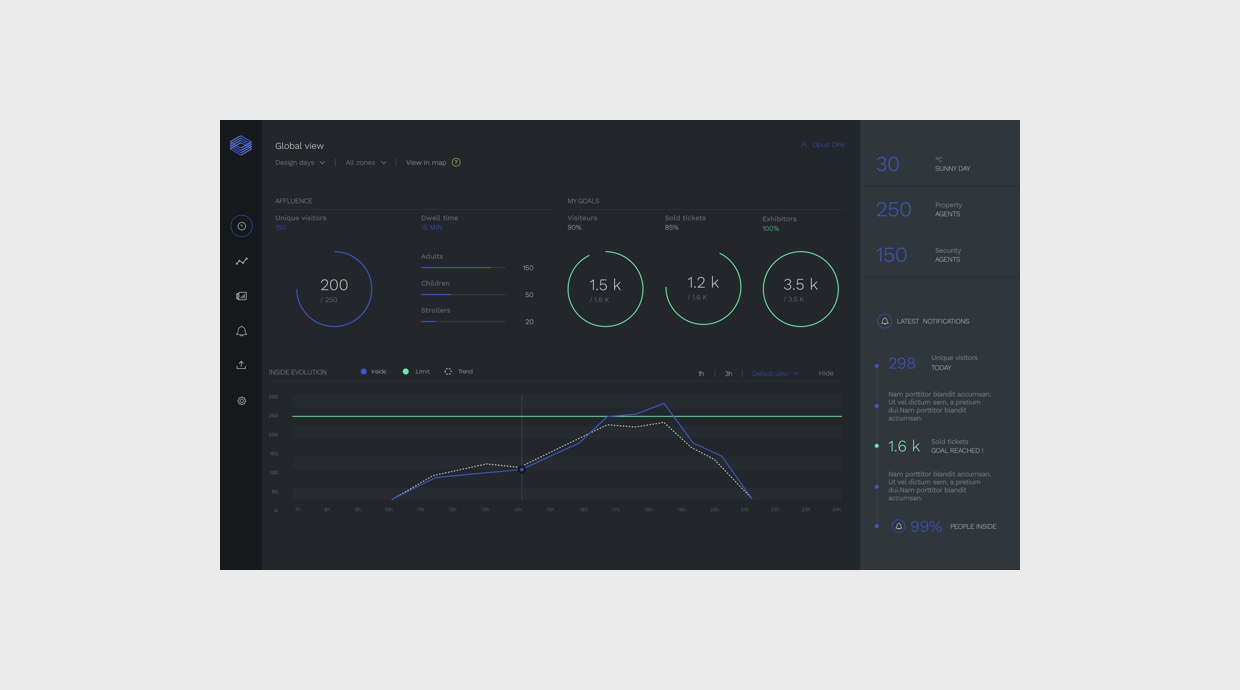 Global view
Design days
All zones
View in map
?
Opus One
AFFLUENCE
Unique visitors
150
Dwell time
15 MIN
200
/ 250
Adults
150
Children
50
Strollers
20
MY GOALS
Visiteurs
90%
Sold tickets
85%
Exhibitors
100%
1.5 k
/ 1.6 K
1.2 k
/ 1.6 K
3.5 k
/ 3.5 K
INSIDE EVOLUTION
Inside
Limit
Trend
1h
3h
Default view
Hide
300
250
200
150
100
50
0
7h 8h 9h 10h 11h 12h 13h 14h 15h 16h 17h 18h 19h 20h 21h 22h 23h 24h
30
°C
SUNNY DAY
250
Property
AGENTS
150
Security
AGENTS
LATEST NOTIFICATIONS
298
Unique visitors
TODAY
Nam porttitor blandit accumsan.
Ut vel dictum sem, a pretium
dui.Nam porttitor blandit
accumsan.
1.6 k
Sold tickets
GOAL REACHED !
Nam porttitor blandit accumsan.
Ut vel dictum sem, a pretium
dui.Nam porttitor blandit
accumsan.
99%
PEOPLE INSIDE